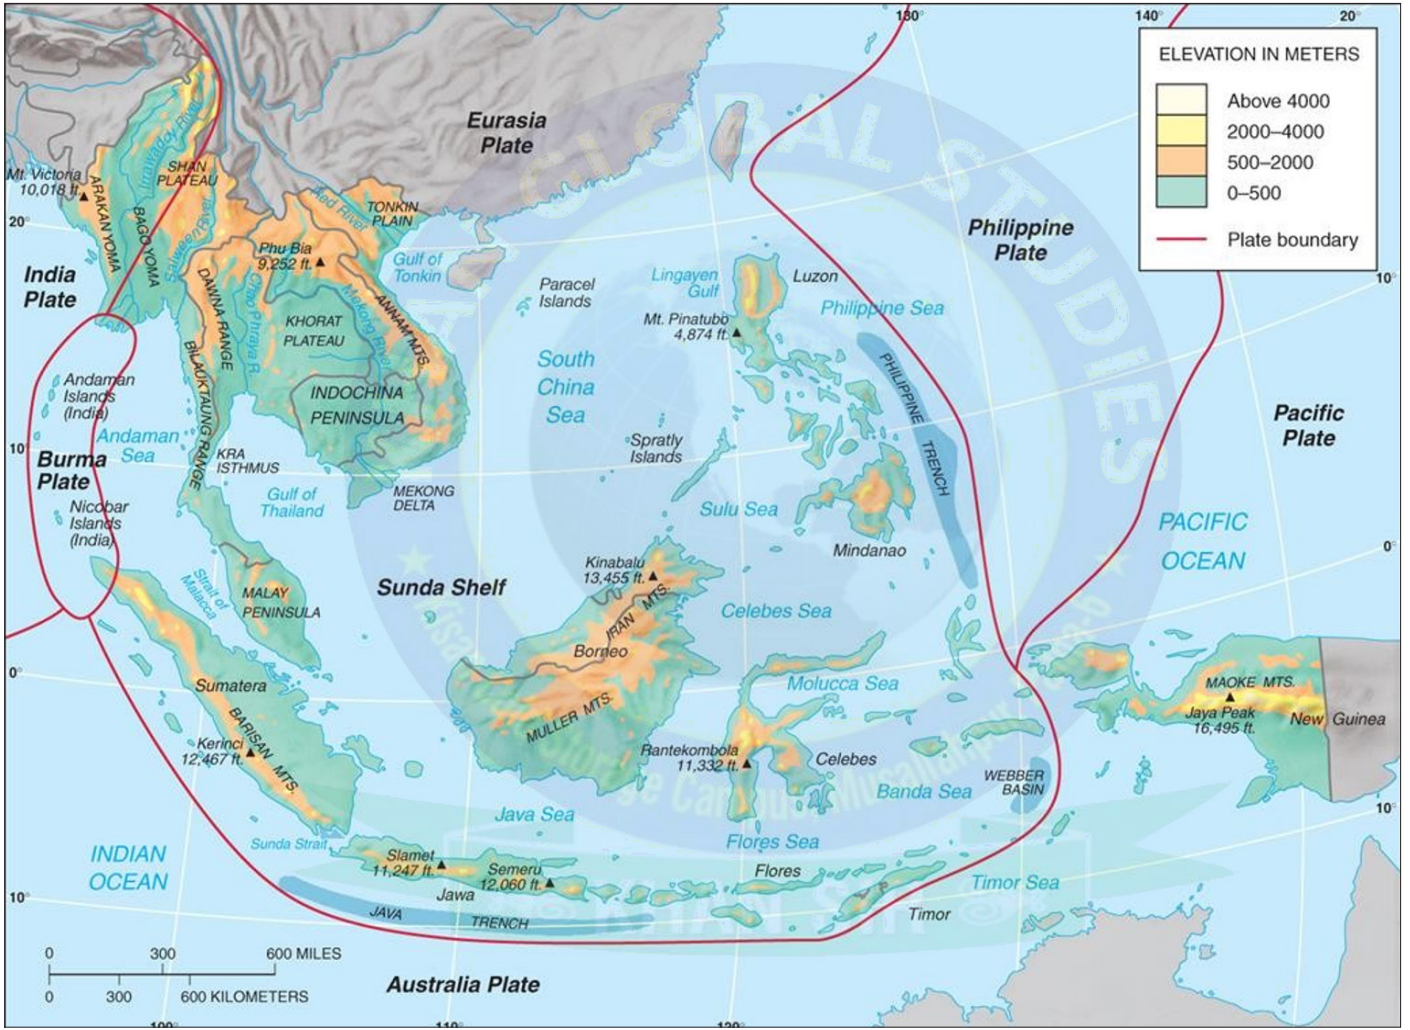 130°
140°
20°
ELEVATION IN METERS
Above 4000
2000–4000
500–2000
0–500
Plate boundary
GLOBAL STUDIES
Eurasia
Plate
Mt. Victoria
10,018 ft.
SHAN
PLATEAU
Irrawaddy River
ARAKAN YOMA
BAGO YOMA
Salween River
Red River
TONKIN
PLAIN
20°
Phu Bia
9,252 ft.
Gulf of
Tonkin
India
Plate
DAWNA RANGE
Chao Phraya R.
Mekong River
ANNAM MTS.
KHORAT
PLATEAU
Paracel
Islands
Lingayen
Gulf
Luzon
Philippine
Plate
Philippine Sea
10°
Mt. Pinatubo
4,874 ft.
South
China
Sea
BILAUKTAUNG RANGE
INDOCHINA
PENINSULA
PHILIPPINE TRENCH
Andaman
Islands
(India)
Andaman
Sea
Pacific
Plate
10°
Burma
Plate
KRA
ISTHMUS
Spratly
Islands
Gulf of
Thailand
MEKONG
DELTA
Nicobar
Islands
(India)
Sulu Sea
PACIFIC
OCEAN
Mindanao
0°
Kinabalu
13,455 ft.
Strait of
Malacca
MALAY
PENINSULA
Sunda Shelf
IRAN MTS.
Celebes Sea
Borneo
0°
Sumatera
Molucca Sea
MAOKE MTS.
Jaya Peak
16,495 ft.
New Guinea
MULLER MTS.
BARISAN MTS.
Kerinci
12,467 ft.
Rantekombola
11,332 ft.
Celebes
WEBBER
BASIN
Banda Sea
Java Sea
Flores Sea
10°
Sunda Strait
INDIAN
OCEAN
Slamet
11,247 ft.
Semeru
12,060 ft.
Jawa
Flores
Timor Sea
Timor
10°
JAVA TRENCH
KHAN SIR
0 300 600 MILES
0 300 600 KILOMETERS
Australia Plate
100°
110°
120°